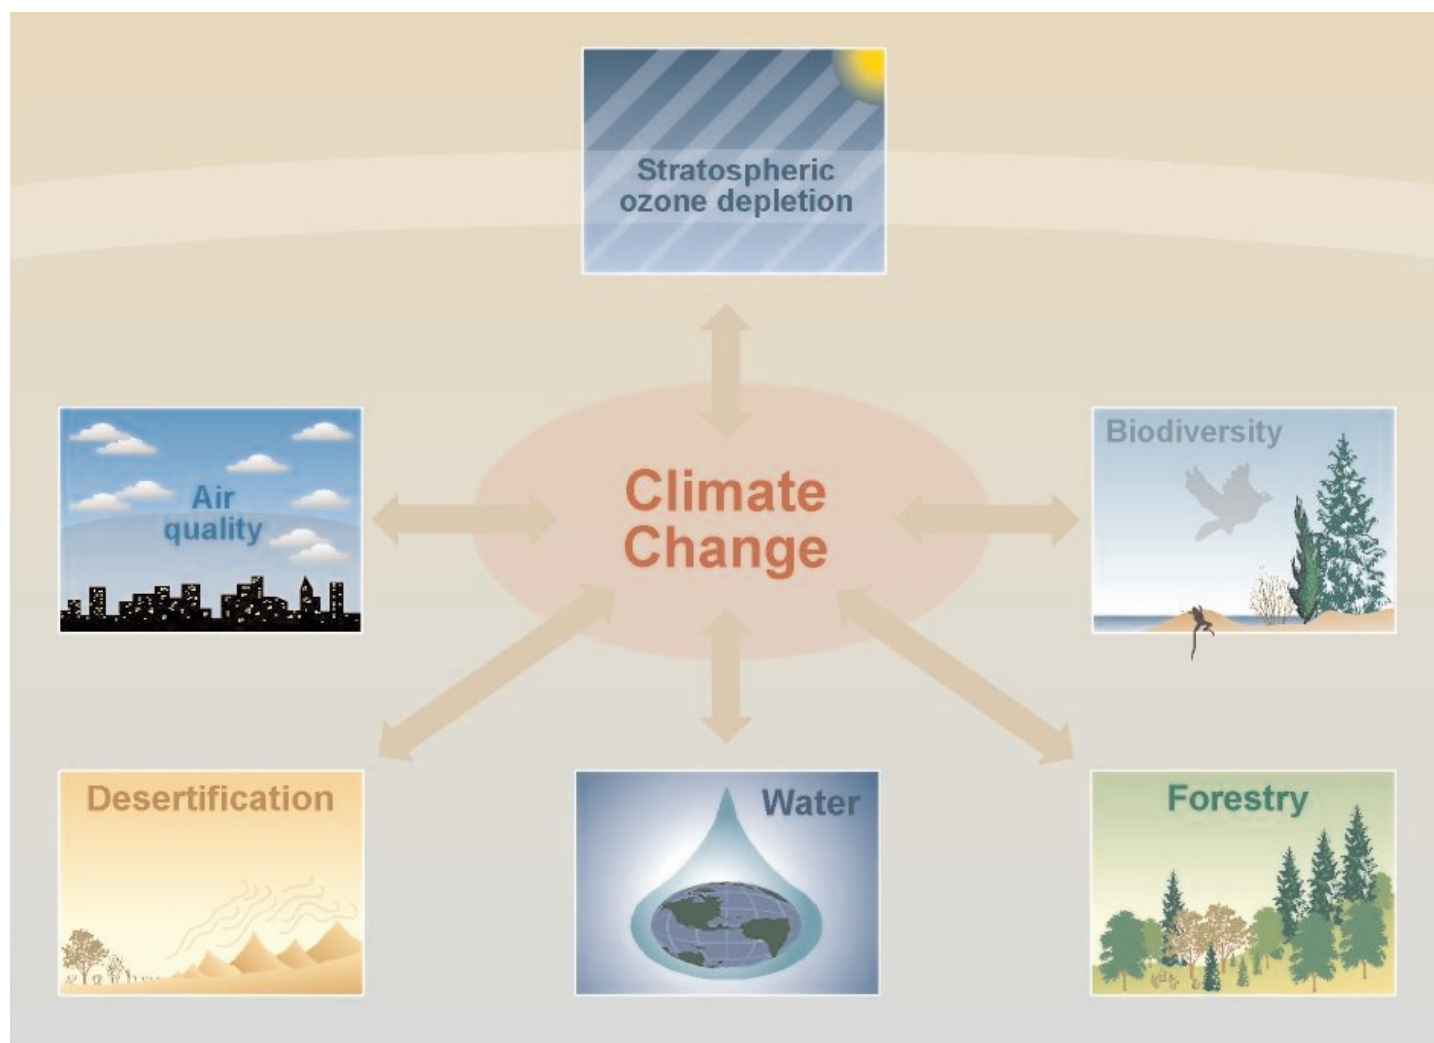 Stratospheric
ozone depletion
Air
quality
Climate
Change
Biodiversity
Desertification
Water
Forestry